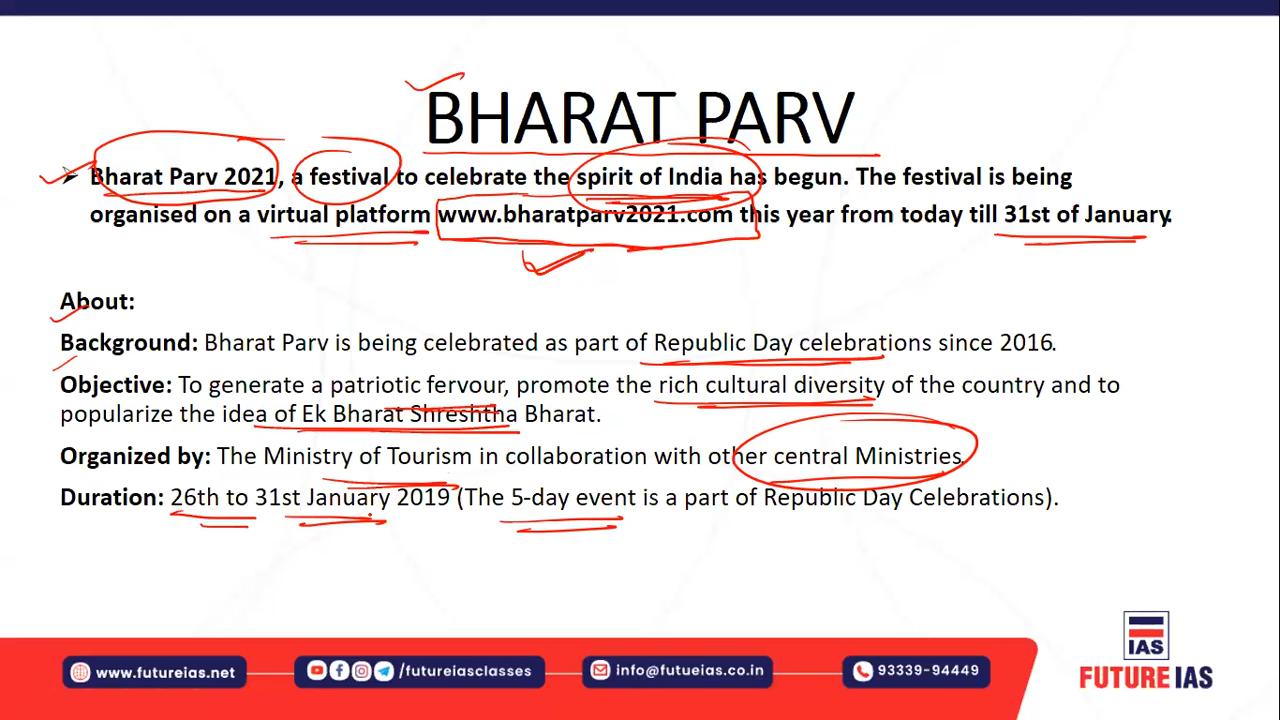 BHARAT PARV
➢ Bharat Parv 2021, a festival to celebrate the spirit of India has begun. The festival is being
organised on a virtual platform www.bharatparv2021.com this year from today till 31st of January.
About:
Background: Bharat Parv is being celebrated as part of Republic Day celebrations since 2016.
Objective: To generate a patriotic fervour, promote the rich cultural diversity of the country and to
popularize the idea of Ek Bharat Shreshtha Bharat.
Organized by: The Ministry of Tourism in collaboration with other central Ministries.
Duration: 26th to 31st January 2019 (The 5-day event is a part of Republic Day Celebrations).
www.futureias.net
/futureiasclasses
info@futueias.co.in
93339-94449
IAS
FUTURE IAS